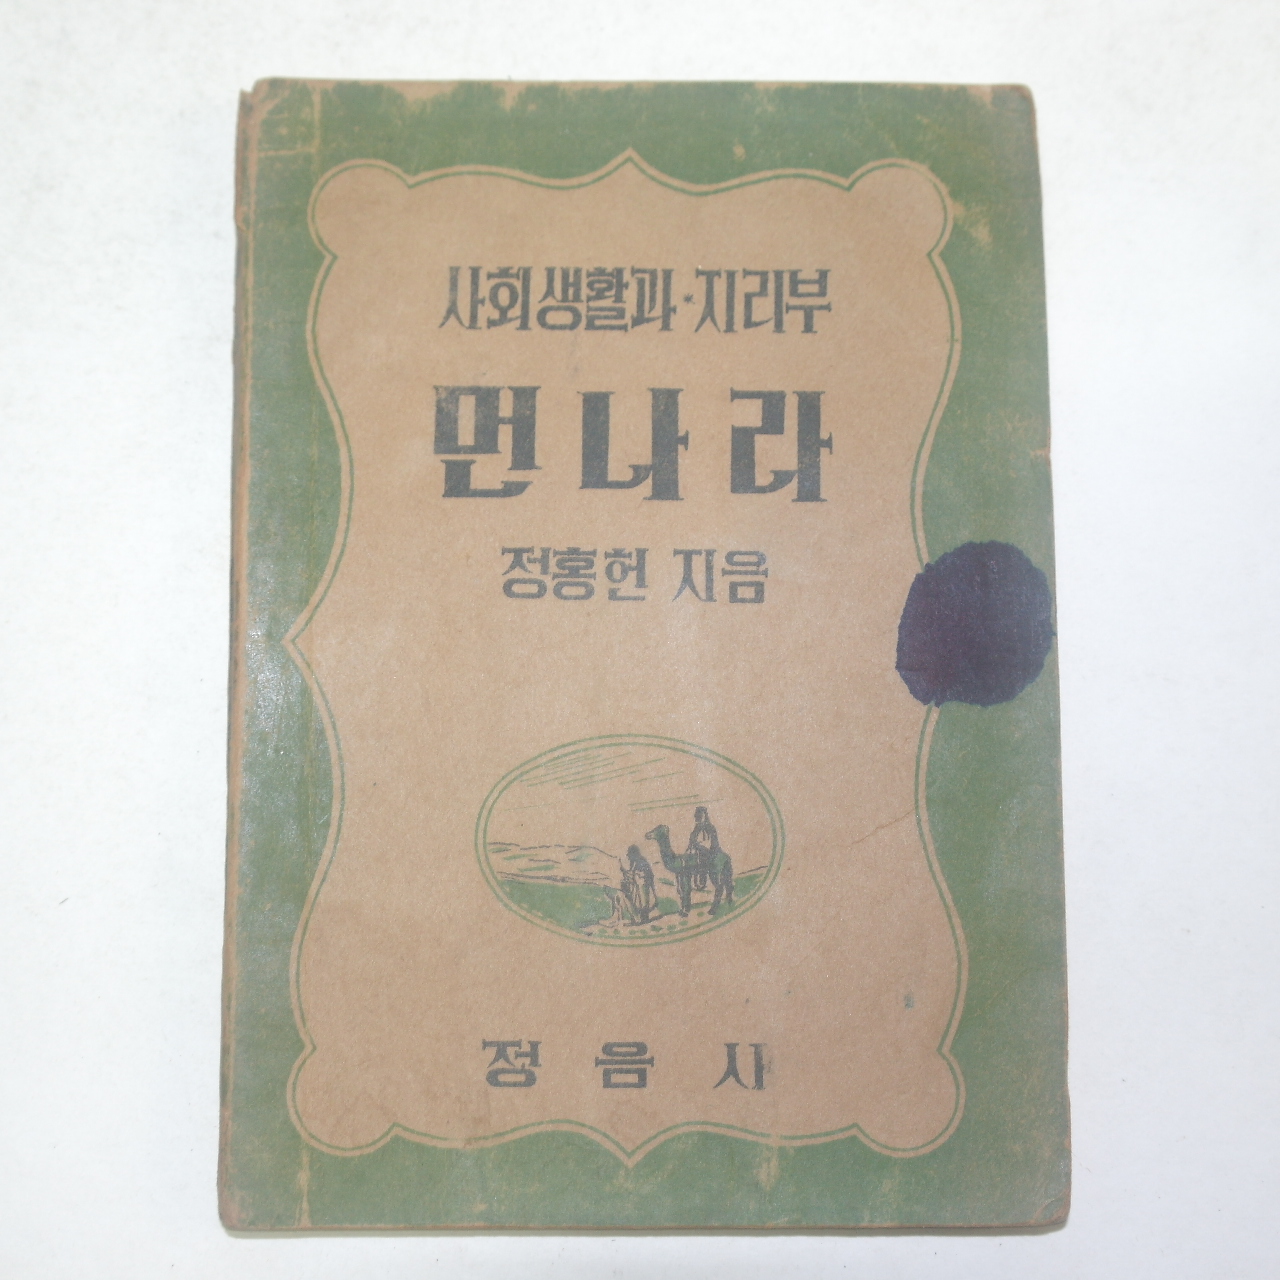 사회생활과·지리부
먼나라
정홍헌 지음
정음사